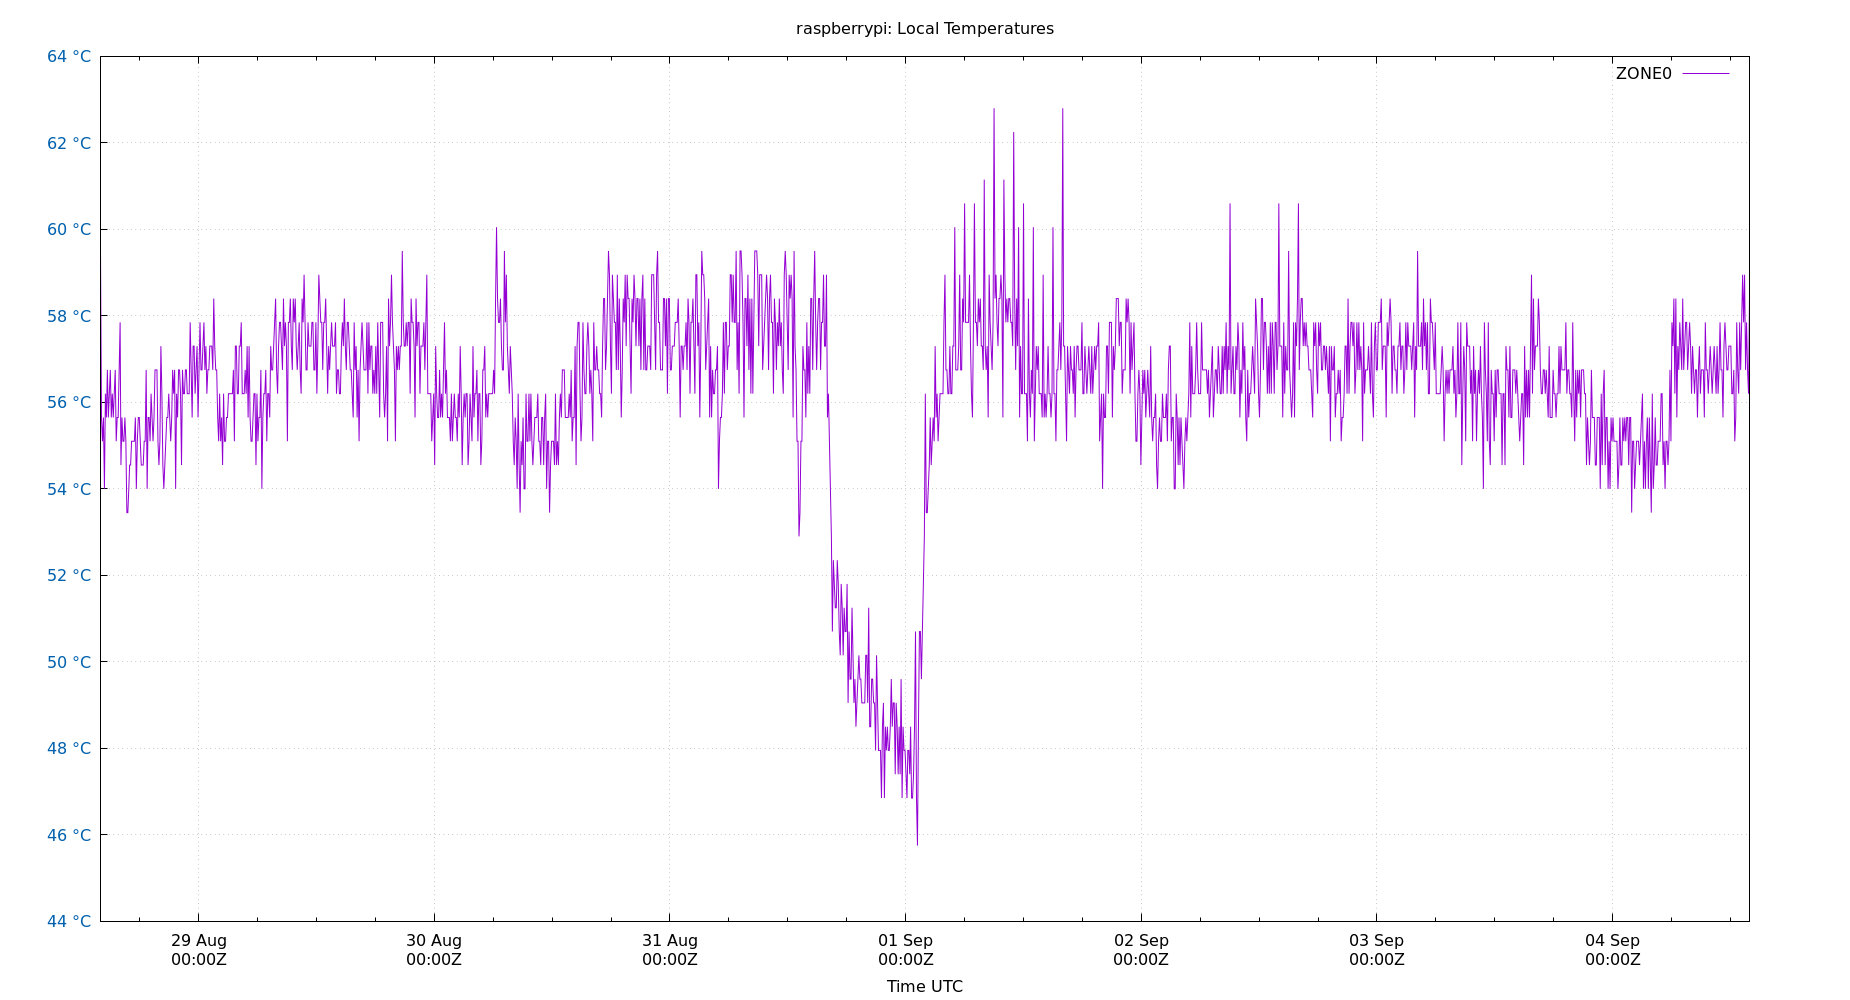 raspberrypi: Local Temperatures
64 °C
ZONE0
62 °C
60 °C
58 °C
56 °C
54 °C
52 °C
50 °C
48 °C
46 °C
44 °C
29 Aug 30 Aug 31 Aug 01 Sep 02 Sep 03 Sep 04 Sep
00:00Z 00:00Z 00:00Z 00:00Z 00:00Z 00:00Z 00:00Z
Time UTC